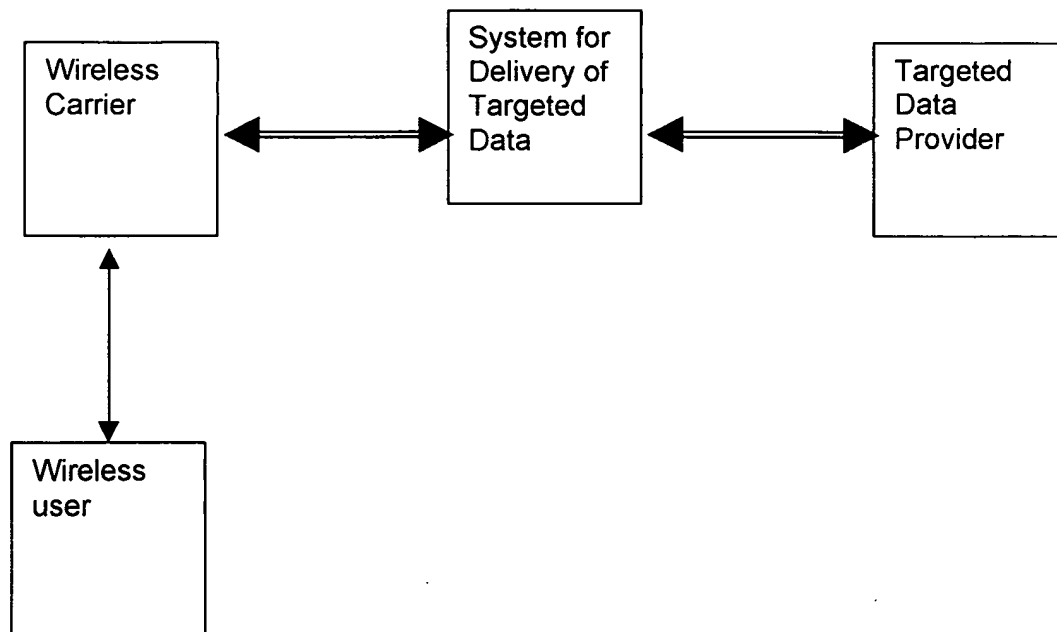 Wireless
Carrier
System for
Delivery of
Targeted
Data
Targeted
Data
Provider
Wireless
user